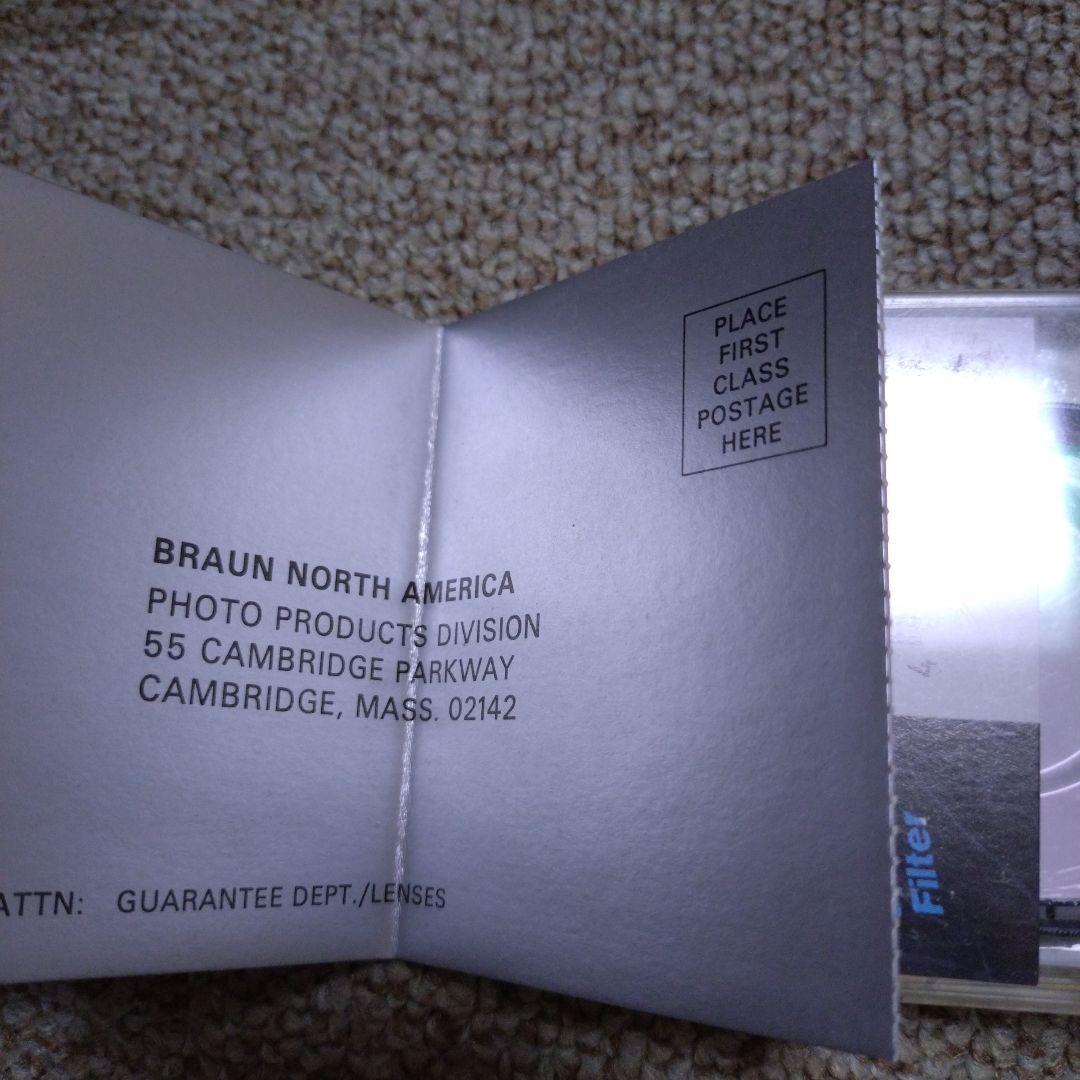 PLACE
FIRST
CLASS
POSTAGE
HERE
BRAUN NORTH AMERICA
PHOTO PRODUCTS DIVISION
55 CAMBRIDGE PARKWAY
CAMBRIDGE, MASS. 02142
ATTN: GUARANTEE DEPT./LENSES
Filter